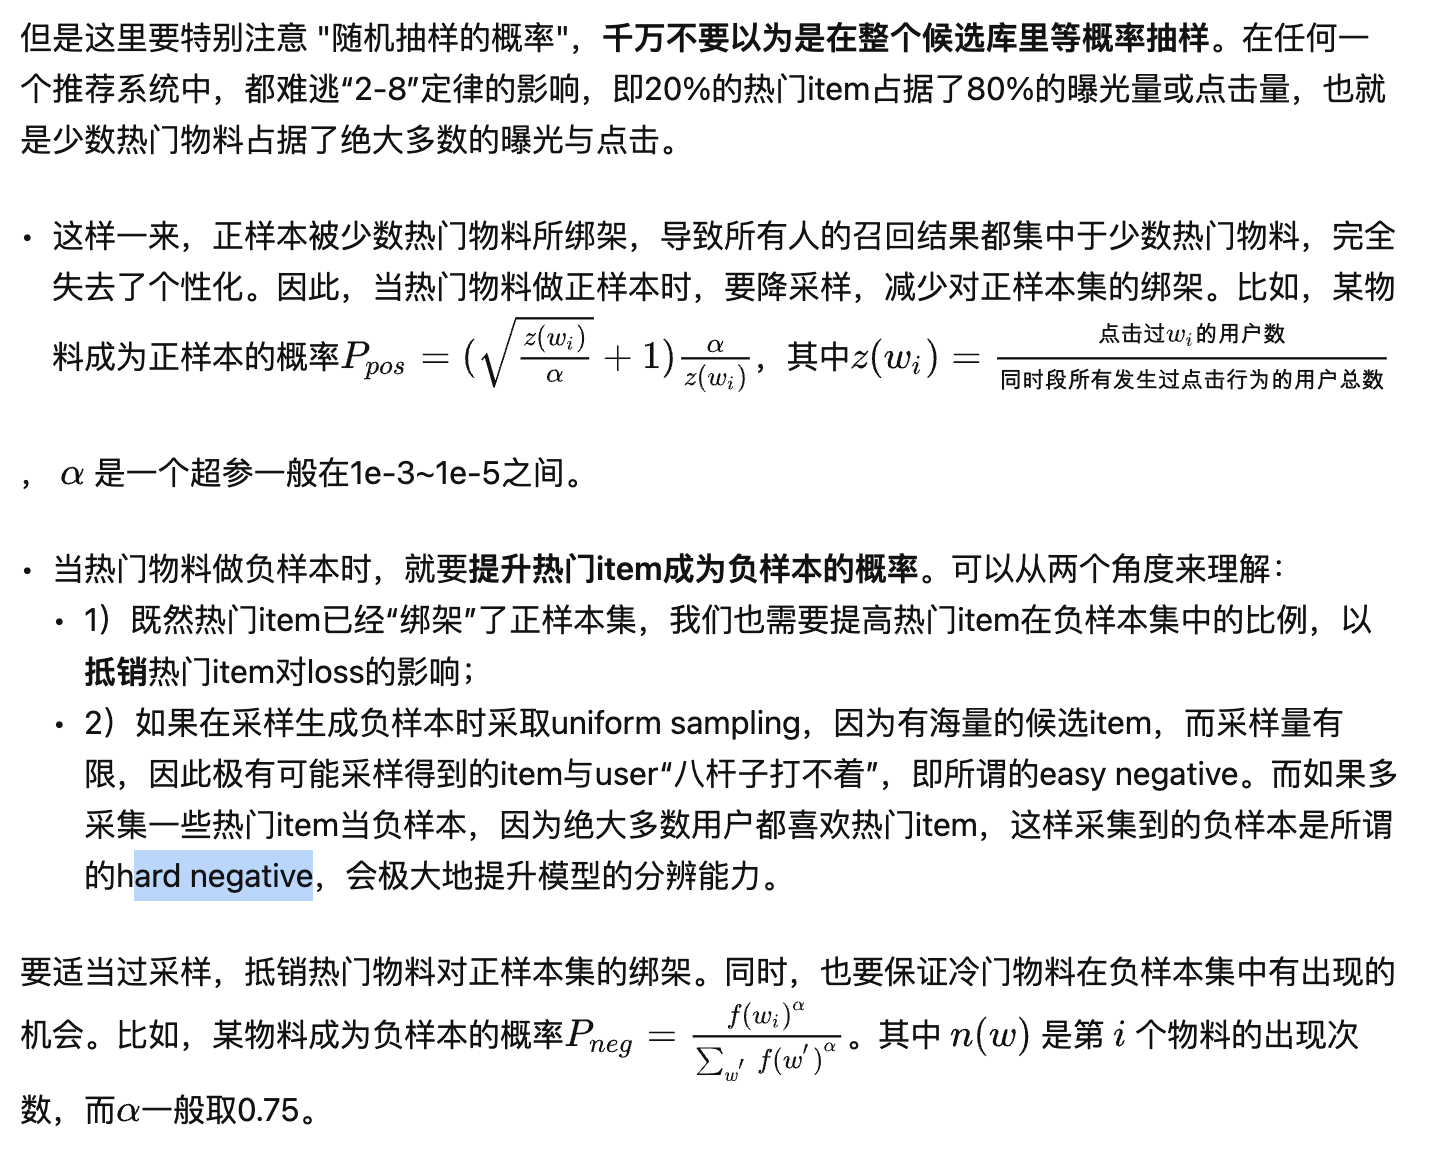 但是这里要特别注意 "随机抽样的概率"，千万不要以为是在整个候选库里等概率抽样。在任何一
个推荐系统中，都难逃“2-8”定律的影响，即20%的热门item占据了80%的曝光量或点击量，也就
是少数热门物料占据了绝大多数的曝光与点击。
• 这样一来，正样本被少数热门物料所绑架，导致所有人的召回结果都集中于少数热门物料，完全
失去了个性化。因此，当热门物料做正样本时，要降采样，减少对正样本集的绑架。比如，某物
料成为正样本的概率$P_{pos} = (\sqrt{\frac{z(w_i)}{\alpha}} + 1)\frac{\alpha}{z(w_i)}$，其中$z(w_i) = \frac{点击过w_i的用户数}{同时段所有发生过点击行为的用户总数}$
， $\alpha$ 是一个超参一般在1e-3~1e-5之间。
• 当热门物料做负样本时，就要提升热门item成为负样本的概率。可以从两个角度来理解：
• 1）既然热门item已经“绑架”了正样本集，我们也需要提高热门item在负样本集中的比例，以
抵销热门item对loss的影响；
• 2）如果在采样生成负样本时采取uniform sampling，因为有海量的候选item，而采样量有
限，因此极有可能采样得到的item与user“八杆子打不着”，即所谓的easy negative。而如果多
采集一些热门item当负样本，因为绝大多数用户都喜欢热门item，这样采集到的负样本是所谓
的hard negative，会极大地提升模型的分辨能力。
要适当过采样，抵销热门物料对正样本集的绑架。同时，也要保证冷门物料在负样本集中有出现的
机会。比如，某物料成为负样本的概率$P_{neg} = \frac{f(w_i)^{\alpha}}{\sum_{w'} f(w')^{\alpha}}$。其中 $n(w)$ 是第 $i$ 个物料的出现次
数，而$\alpha$一般取0.75。